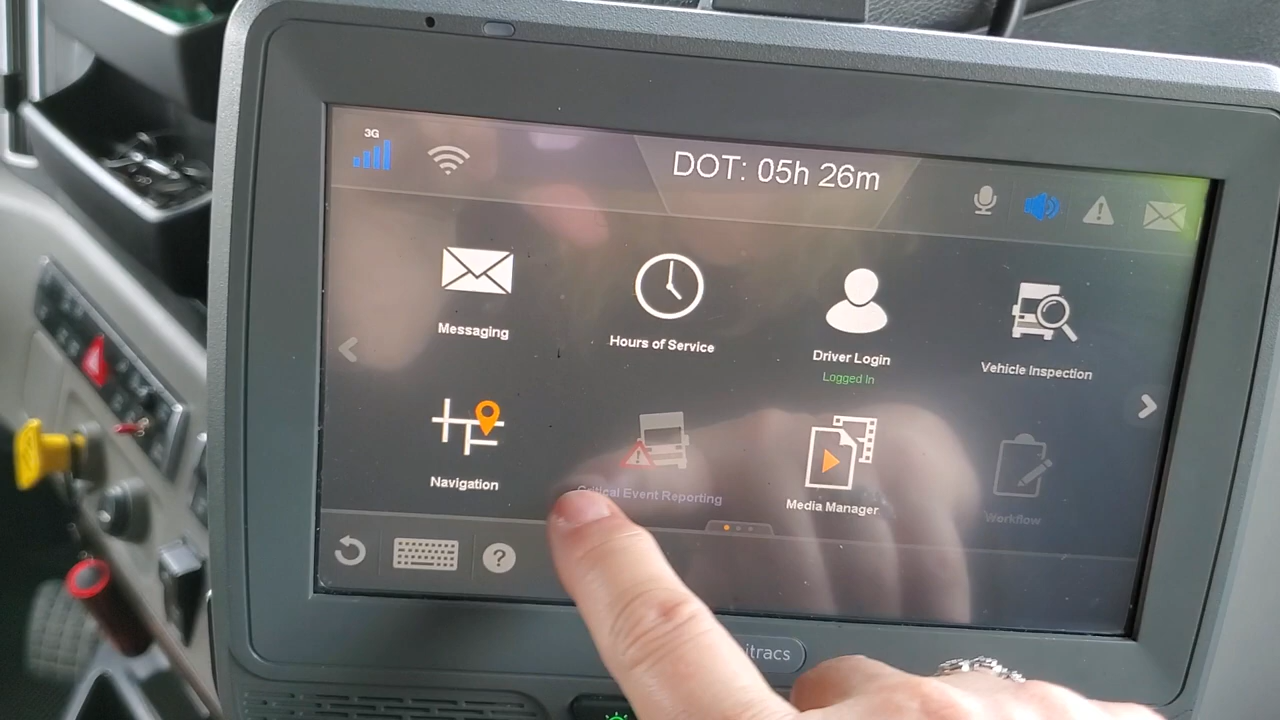 3G
DOT: 05h 26m
Messaging
Hours of Service
Driver Login
Logged In
Vehicle Inspection
Navigation
Critical Event Reporting
Media Manager
Workflow
?
itracs